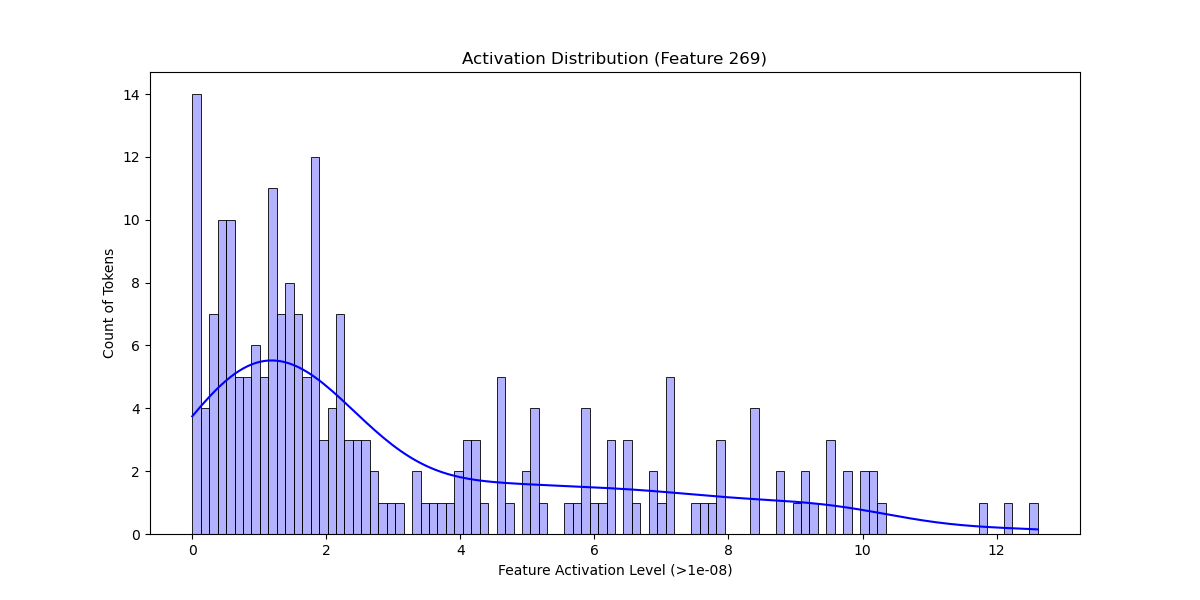 Activation Distribution (Feature 269)
14
12
10
8
6
4
2
0
Count of Tokens
0 2 4 6 8 10 12
Feature Activation Level (>1e-08)